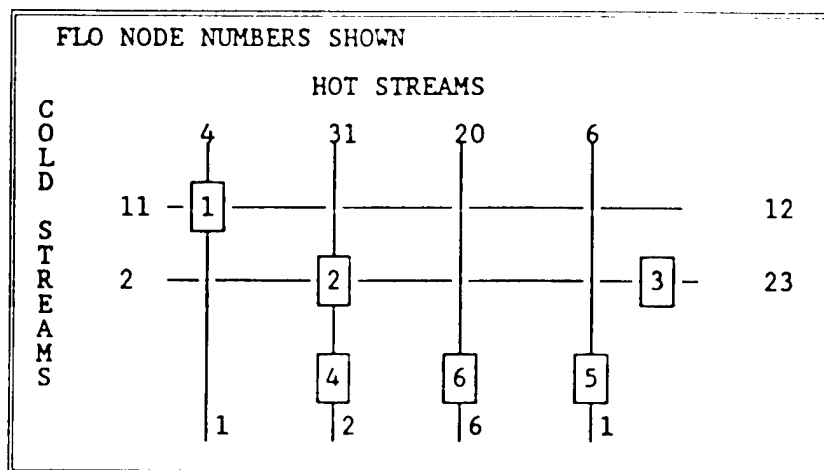 FLO NODE NUMBERS SHOWN
HOT STREAMS
COLD STREAMS
4 31 20 6
11 1 12
2 2 3 23
4 6 5
1 2 6 1